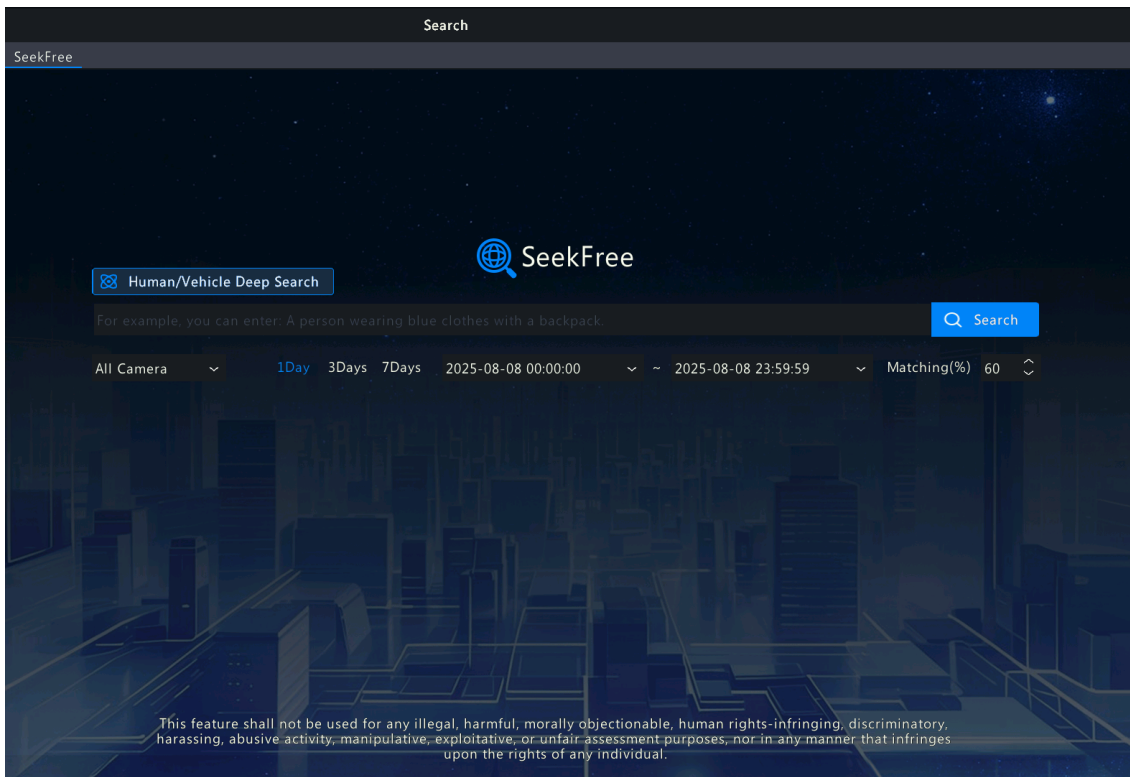 Search
SeekFree
SeekFree
Human/Vehicle Deep Search
For example, you can enter: A person wearing blue clothes with a backpack.
Search
All Camera 1Day 3Days 7Days 2025-08-08 00:00:00 ~ 2025-08-08 23:59:59 Matching(%) 60
This feature shall not be used for any illegal, harmful, morally objectionable, human rights-infringing, discriminatory,
harassing, abusive activity, manipulative, exploitative, or unfair assessment purposes, nor in any manner that infringes
upon the rights of any individual.